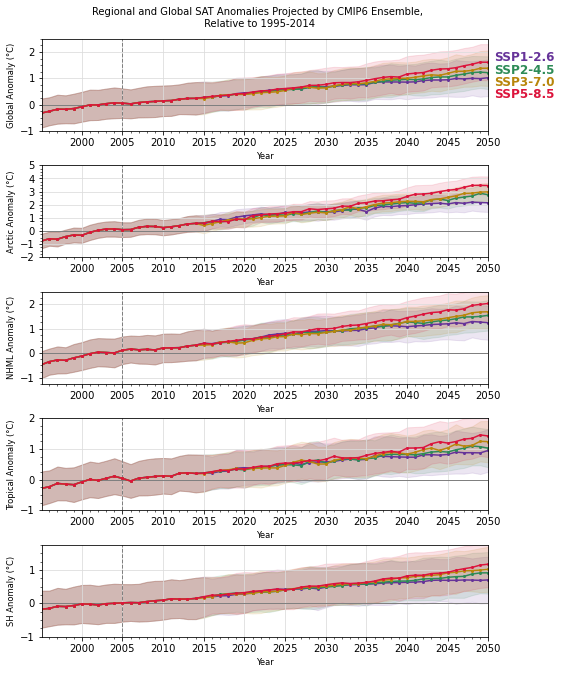 Regional and Global SAT Anomalies Projected by CMIP6 Ensemble,
Relative to 1995-2014
Global Anomaly (°C)
2
1
0
−1
2000 2005 2010 2015 2020 2025 2030 2035 2040 2045 2050
Year
SSP1-2.6
SSP2-4.5
SSP3-7.0
SSP5-8.5
Arctic Anomaly (°C)
5
4
3
2
1
0
−1
−2
2000 2005 2010 2015 2020 2025 2030 2035 2040 2045 2050
Year
NHML Anomaly (°C)
2
1
0
−1
2000 2005 2010 2015 2020 2025 2030 2035 2040 2045 2050
Year
Tropical Anomaly (°C)
2
1
0
−1
2000 2005 2010 2015 2020 2025 2030 2035 2040 2045 2050
Year
SH Anomaly (°C)
1
0
−1
2000 2005 2010 2015 2020 2025 2030 2035 2040 2045 2050
Year